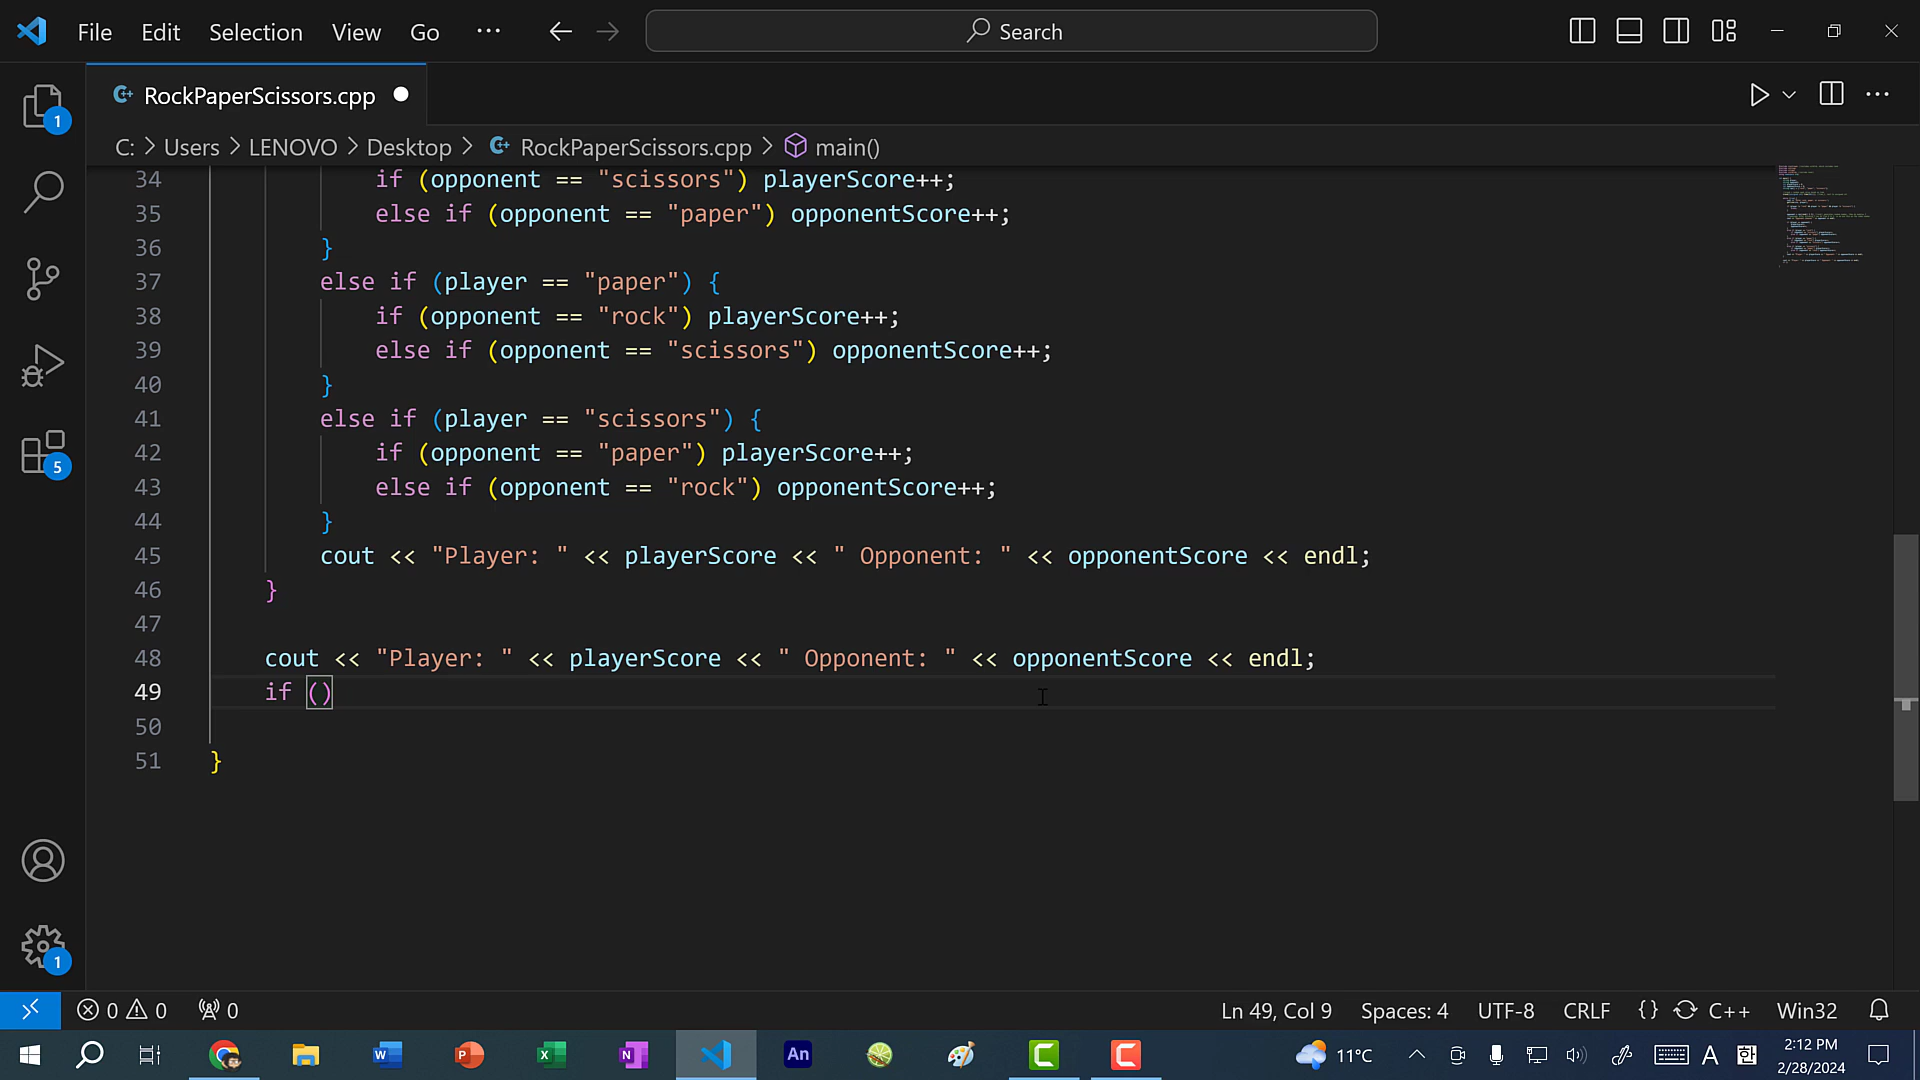 File Edit Selection View Go ··· Search
RockPaperScissors.cpp
C: > Users > LENOVO > Desktop > RockPaperScissors.cpp > main()
34 if (opponent == "scissors") playerScore++;
35 else if (opponent == "paper") opponentScore++;
36 }
37 else if (player == "paper") {
38 if (opponent == "rock") playerScore++;
39 else if (opponent == "scissors") opponentScore++;
40 }
41 else if (player == "scissors") {
42 if (opponent == "paper") playerScore++;
43 else if (opponent == "rock") opponentScore++;
44 }
45 cout << "Player: " << playerScore << " Opponent: " << opponentScore << endl;
46 }
47
48 cout << "Player: " << playerScore << " Opponent: " << opponentScore << endl;
49 if ()
50
51 }
1
5
1
0 0 0 Ln 49, Col 9 Spaces: 4 UTF-8 CRLF {} C++ Win32
An 11°C A 한 2:12 PM
2/28/2024